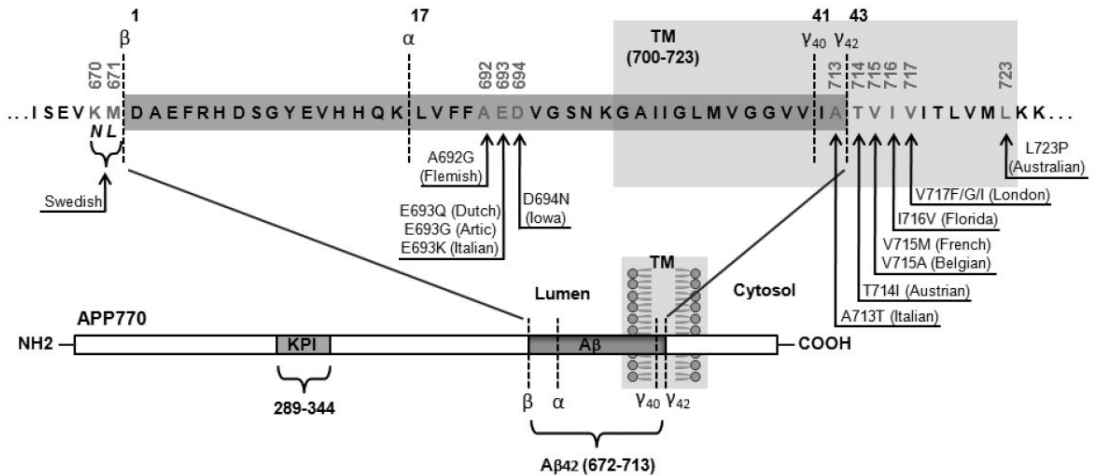 1 17 41 43
β α TM γ40 γ42
(700-723)
670 671 692 693 694 713 714 715 716 717 723
...ISEVKMDAEFRHDSGYEVHHQKLVFFAEDVGSNKGAIIGLMVGGVVIATVIVITLVMLKK...
NL
Swedish
A692G
(Flemish)
E693Q (Dutch)
E693G (Artic)
E693K (Italian)
D694N
(Iowa)
L723P
(Australian)
V717F/G/I (London)
I716V (Florida)
V715M (French)
V715A (Belgian)
T714I (Austrian)
A713T (Italian)
TM
Lumen Cytosol
APP770
NH2 KPI Aβ COOH
289-344
β α γ40 γ42
Aβ42 (672-713)